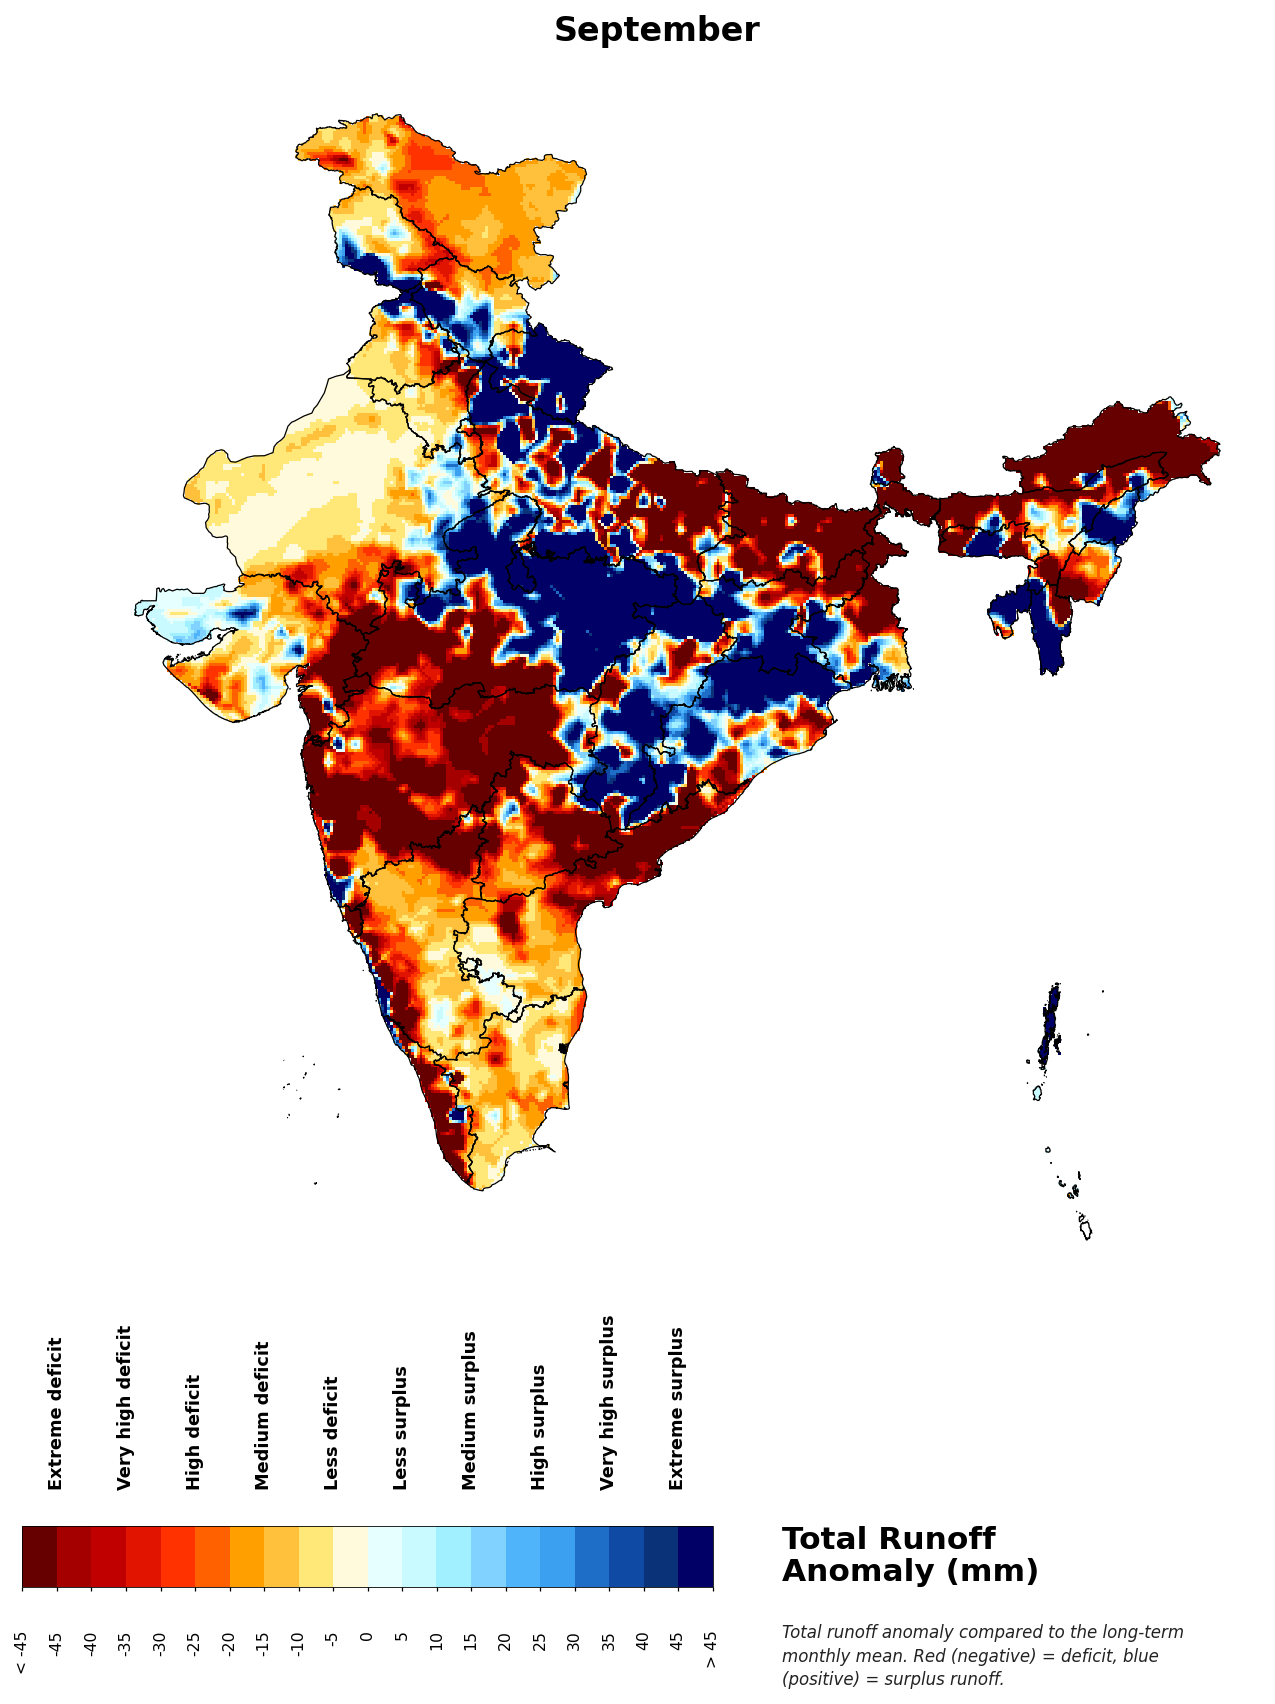 September
Extreme deficit
Very high deficit
High deficit
Medium deficit
Less deficit
Less surplus
Medium surplus
High surplus
Very high surplus
Extreme surplus
< -45
-45
-40
-35
-30
-25
-20
-15
-10
-5
0
5
10
15
20
25
30
35
40
45
> 45
Total Runoff
Anomaly (mm)
Total runoff anomaly compared to the long-term
monthly mean. Red (negative) = deficit, blue
(positive) = surplus runoff.